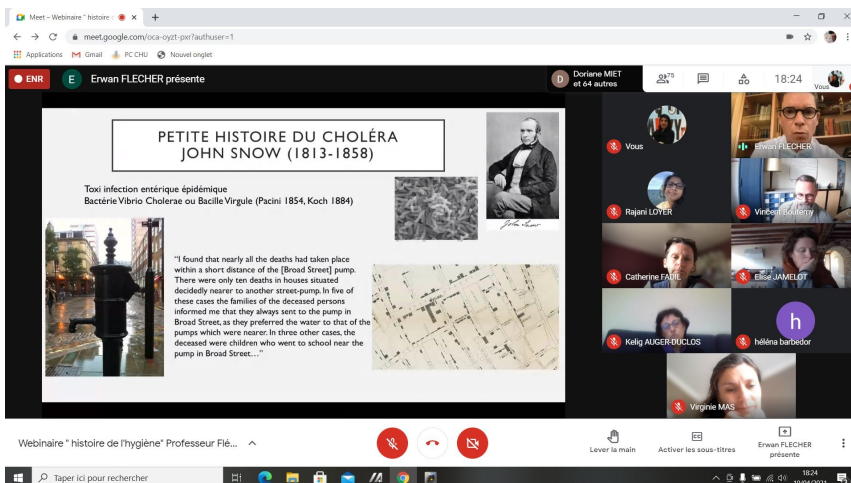 Meet – Webinaire " histoire d
meet.google.com/oca-oyzt-pxr?authuser=1
Applications
Gmail
PC CHU
Nouvel onglet
ENR
E
Erwan FLECHER présente
D
Doriane MIET
et 64 autres
75
18:24
Vous
PETITE HISTOIRE DU CHOLÉRA
JOHN SNOW (1813-1858)
Toxi infection entérique épidémique
Bactérie Vibrio Cholerae ou Bacille Virgule (Pacini 1854, Koch 1884)
John Snow
“I found that nearly all the deaths had taken place
within a short distance of the [Broad Street] pump.
There were only ten deaths in houses situated
decidedly nearer to another street-pump. In five of
these cases the families of the deceased persons
informed me that they always sent to the pump in
Broad Street, as they preferred the water to that of the
pumps which were nearer. In three other cases, the
deceased were children who went to school near the
pump in Broad Street…”
Vous
Erwan FLECHER
Rajani LOYER
Vincent Boutemy
Catherine FADIL
Elise JAMELOT
Kelig AUGER-DUCLOS
h
héléna barbedor
Virginie MAS
Webinaire " histoire de l'hygiène" Professeur Flé...
Lever la main
Activer les sous-titres
Erwan FLECHER
présente
Taper ici pour rechercher
18:24
19/04/2021